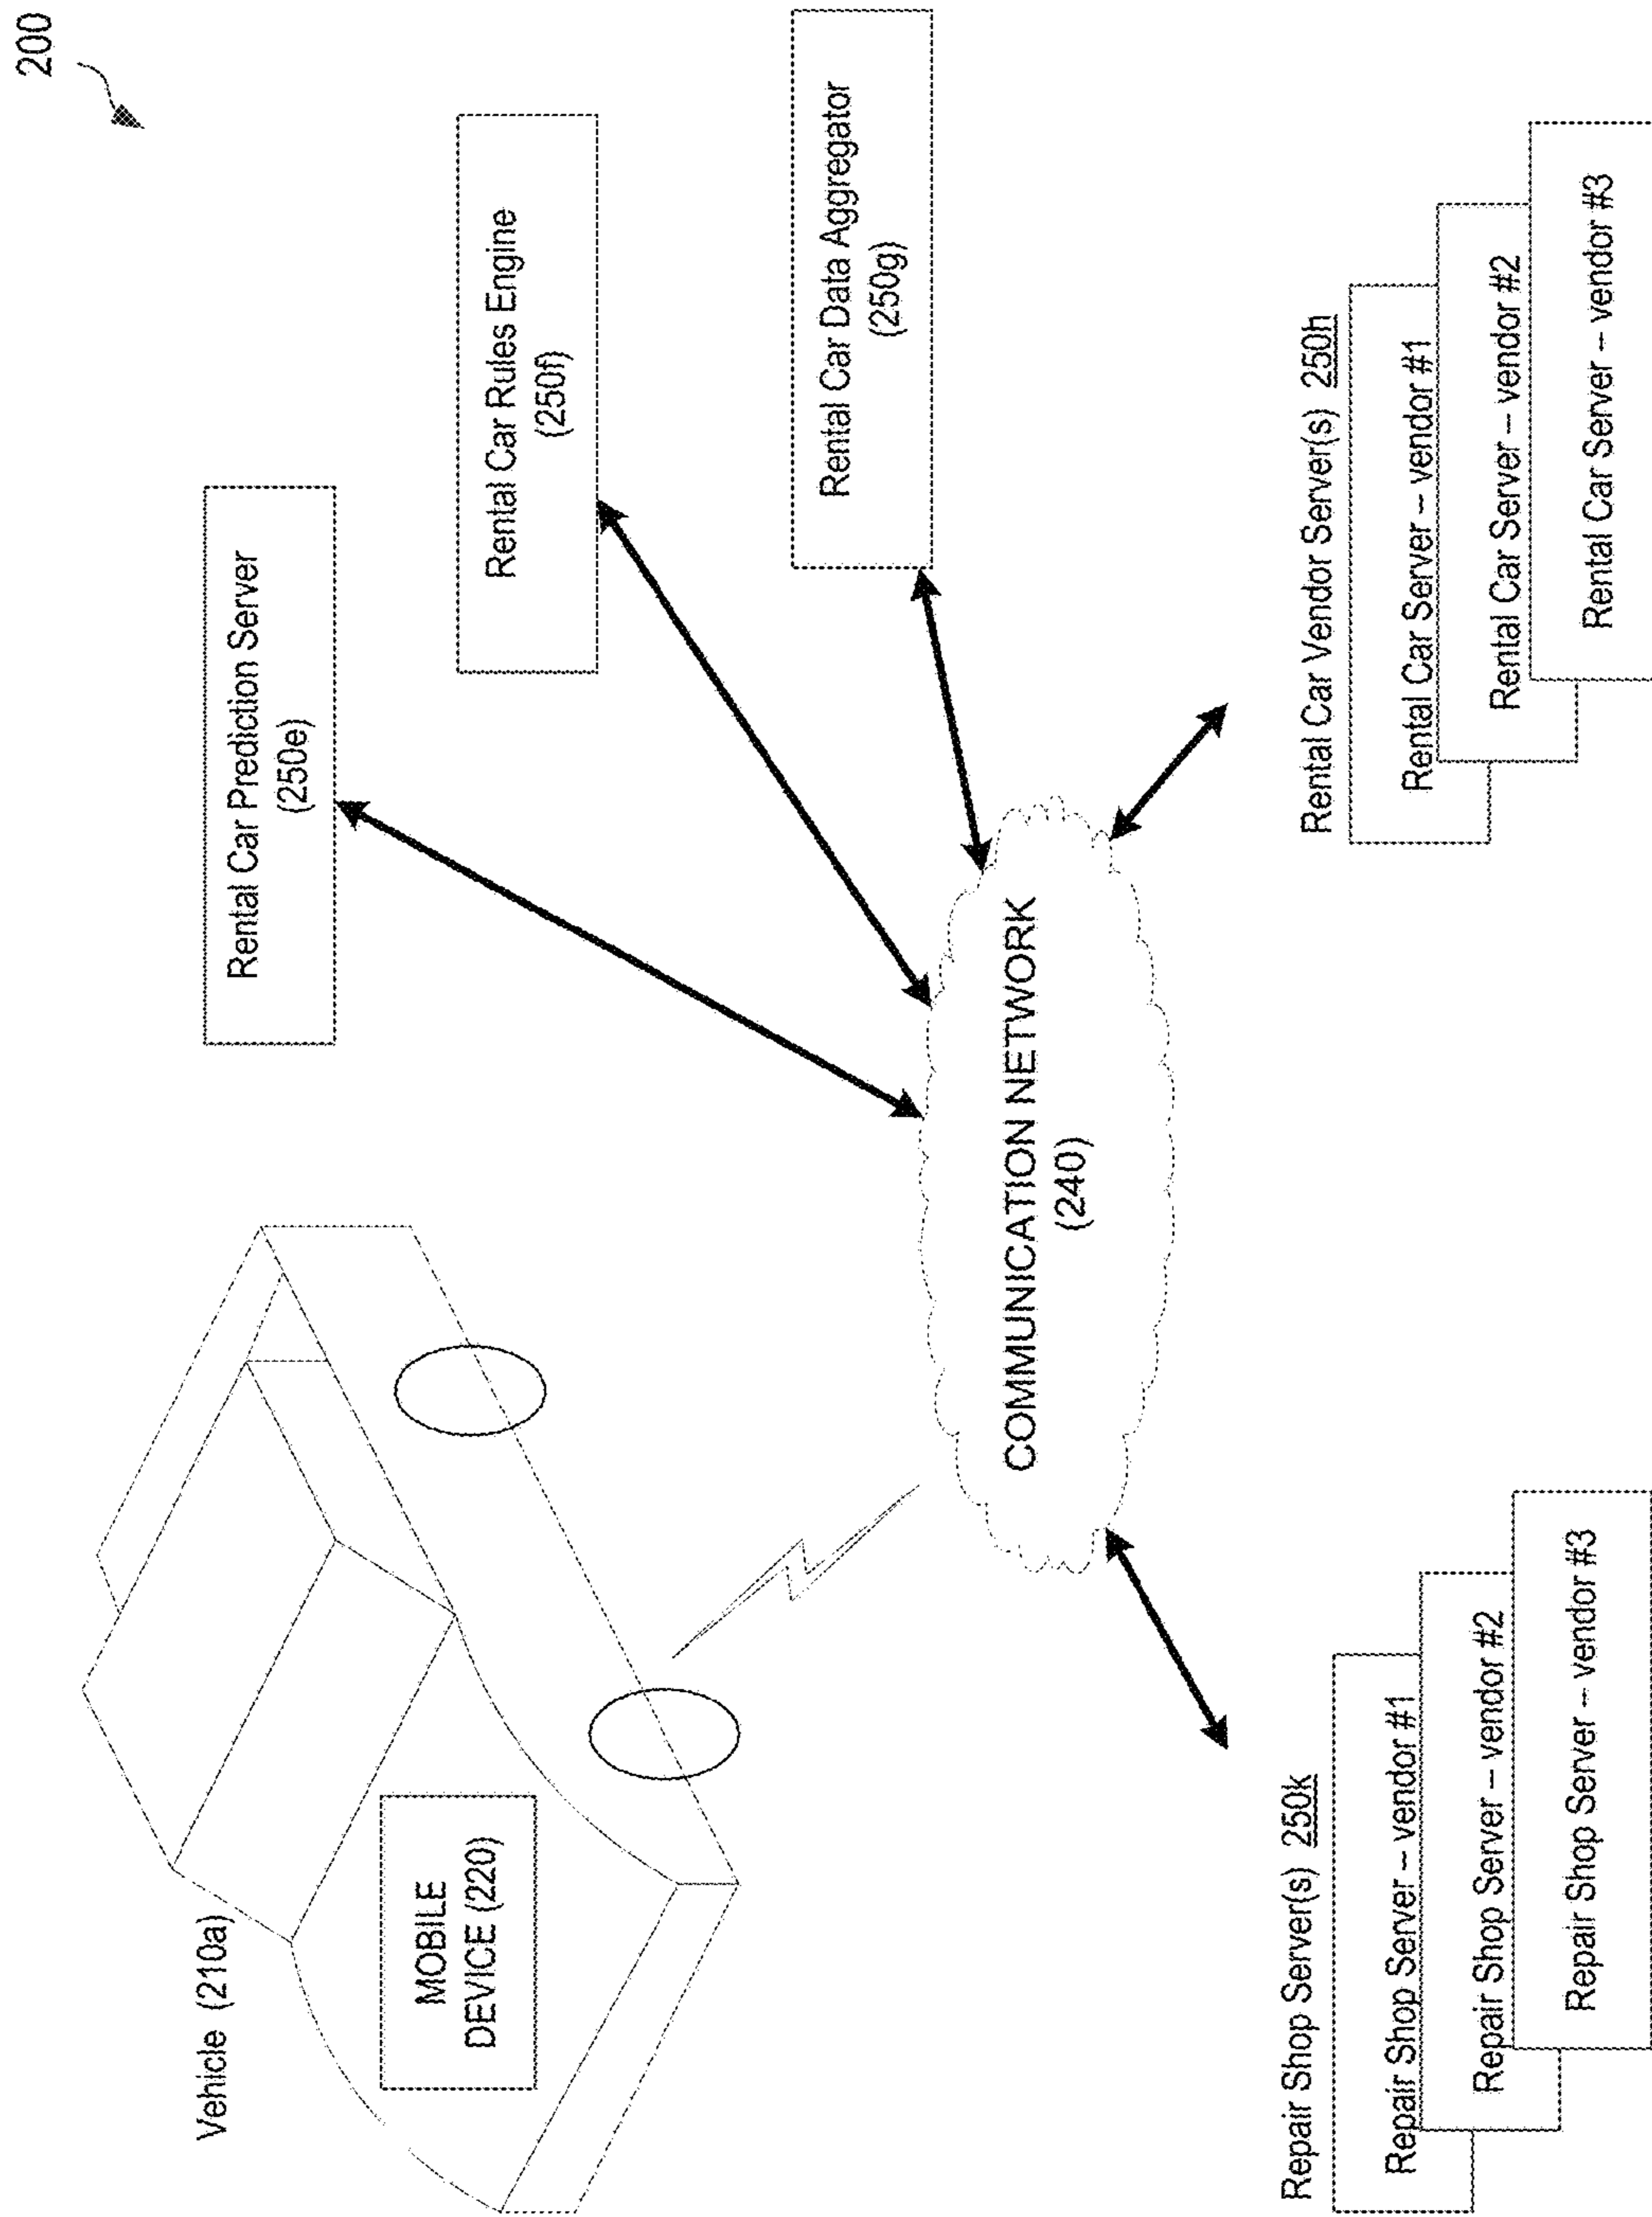 200
Vehicle (210a)
MOBILE
DEVICE (220)
Rental Car Prediction Server
(250e)
Rental Car Rules Engine
(250f)
Rental Car Data Aggregator
(250g)
COMMUNICATION NETWORK
(240)
Repair Shop Server(s) 250k
Repair Shop Server – vendor #1
Repair Shop Server – vendor #2
Repair Shop Server – vendor #3
Rental Car Vendor Server(s) 250h
Rental Car Server – vendor #1
Rental Car Server – vendor #2
Rental Car Server – vendor #3